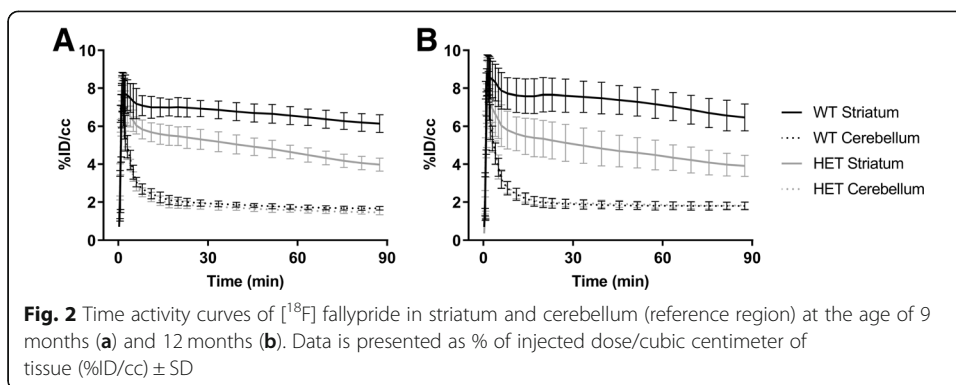 A
B
10
8
6
4
2
0
%ID/cc
0
30
60
90
Time (min)
10
8
6
4
2
0
%ID/cc
0
30
60
90
Time (min)
WT Striatum
WT Cerebellum
HET Striatum
HET Cerebellum
Fig. 2 Time activity curves of [¹⁸F] fallypride in striatum and cerebellum (reference region) at the age of 9
months (a) and 12 months (b). Data is presented as % of injected dose/cubic centimeter of
tissue (%ID/cc) ± SD